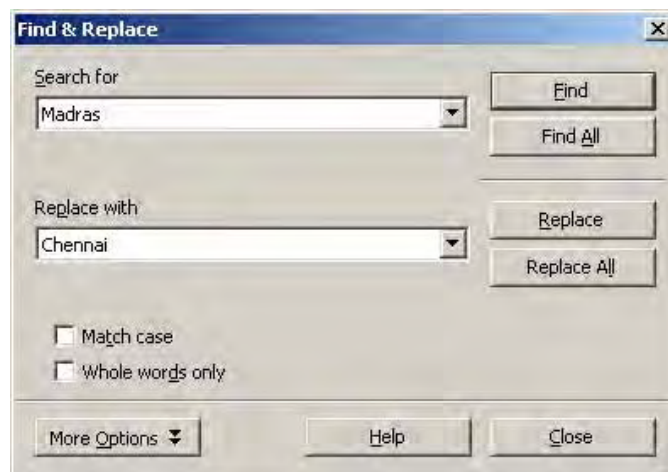 Find & Replace
Search for
Madras
Find
Find All
Replace with
Chennai
Replace
Replace All
Match case
Whole words only
More Options
Help
Close